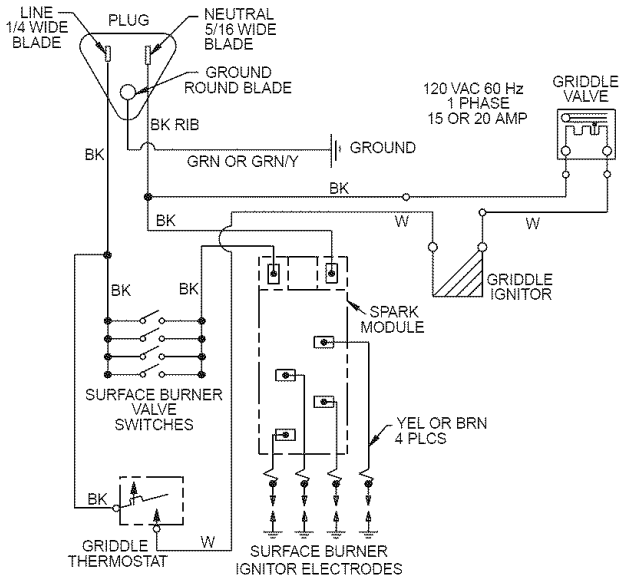 LINE
1/4 WIDE
BLADE
PLUG
NEUTRAL
5/16 WIDE
BLADE
GROUND
ROUND BLADE
BK RIB
BK
GRN OR GRN/Y
GROUND
120 VAC 60 Hz
1 PHASE
15 OR 20 AMP
GRIDDLE
VALVE
BK
BK
W
W
GRIDDLE
IGNITOR
BK
BK
SPARK
MODULE
SURFACE BURNER
VALVE
SWITCHES
YEL OR BRN
4 PLCS
BK
GRIDDLE
THERMOSTAT
W
SURFACE BURNER
IGNITOR ELECTRODES